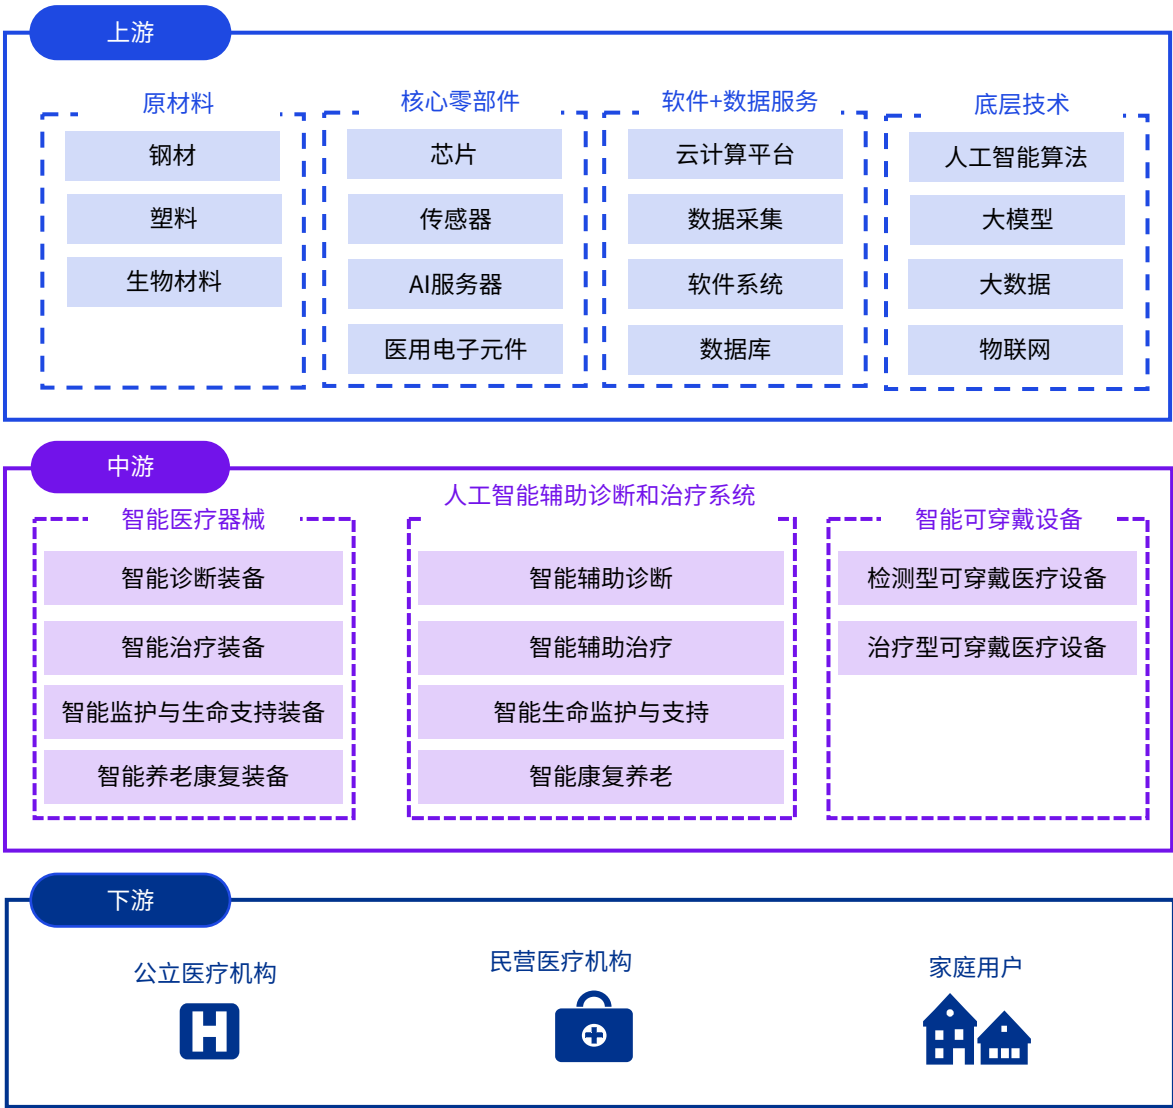 上游
原材料
钢材
塑料
生物材料
核心零部件
芯片
传感器
AI服务器
医用电子元件
软件+数据服务
云计算平台
数据采集
软件系统
数据库
底层技术
人工智能算法
大模型
大数据
物联网
中游
智能医疗器械
智能诊断装备
智能治疗装备
智能监护与生命支持装备
智能养老康复装备
人工智能辅助诊断和治疗系统
智能辅助诊断
智能辅助治疗
智能生命监护与支持
智能康复养老
智能可穿戴设备
检测型可穿戴医疗设备
治疗型可穿戴医疗设备
下游
公立医疗机构
H
民营医疗机构
家庭用户